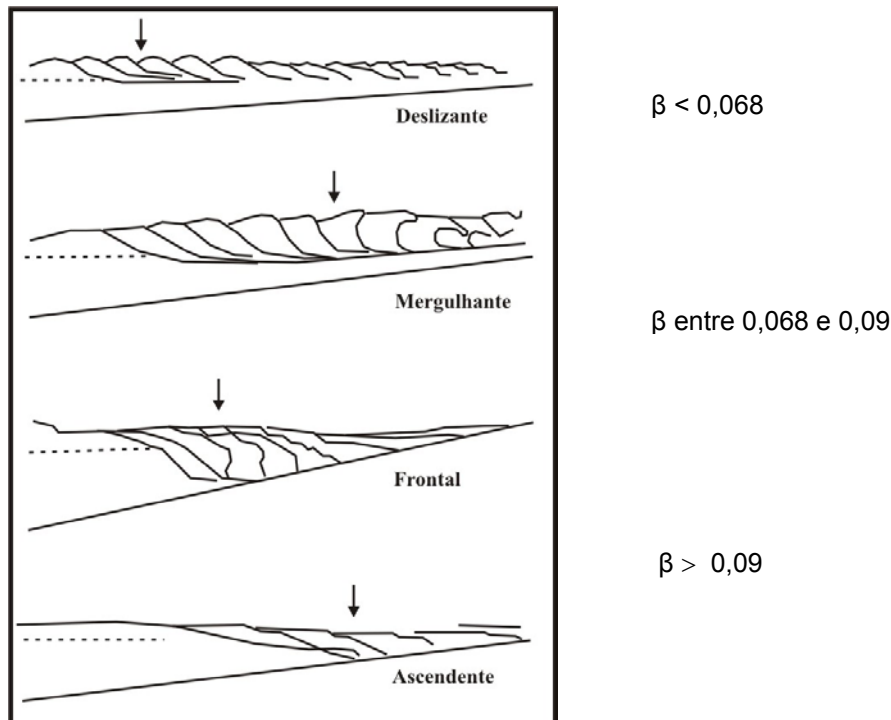 Deslizante
β < 0,068
Mergulhante
β entre 0,068 e 0,09
Frontal
β > 0,09
Ascendente